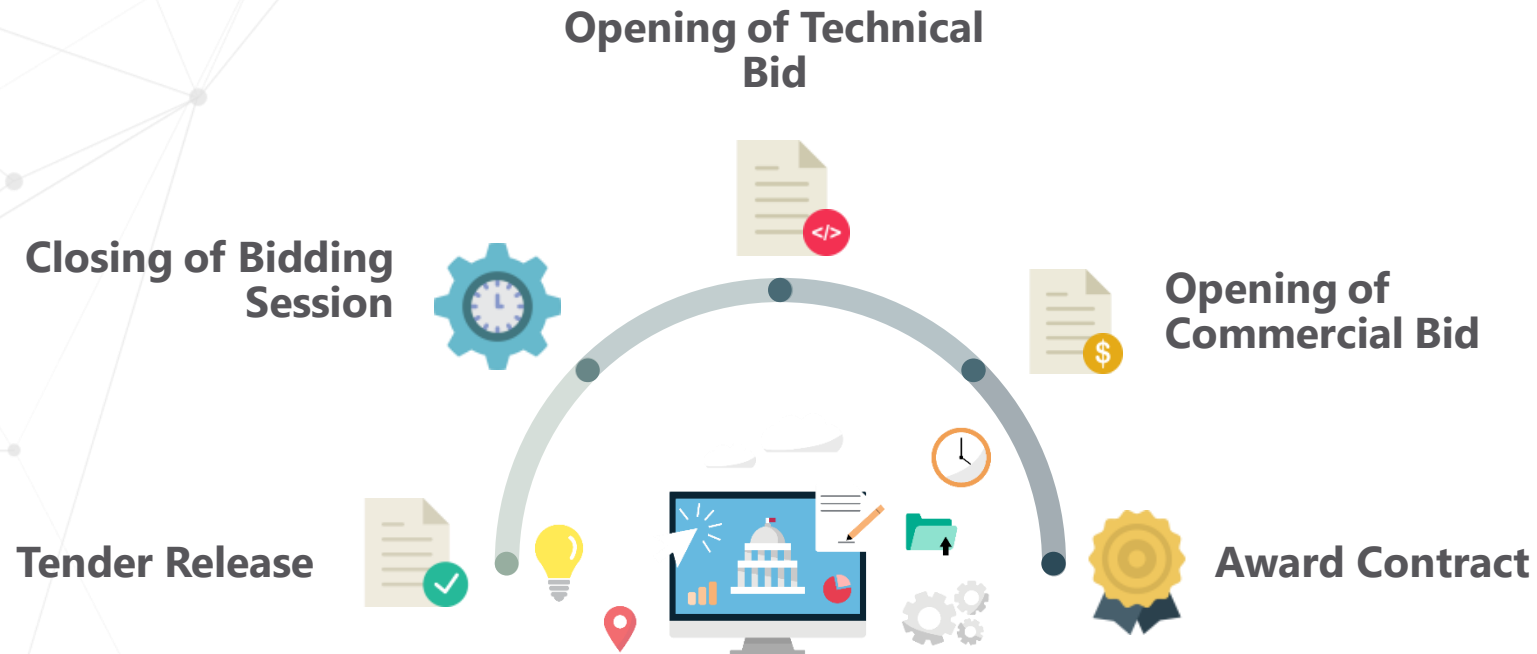 Opening of Technical
Bid
Closing of Bidding
Session
Opening of
Commercial Bid
Tender Release
Award Contract